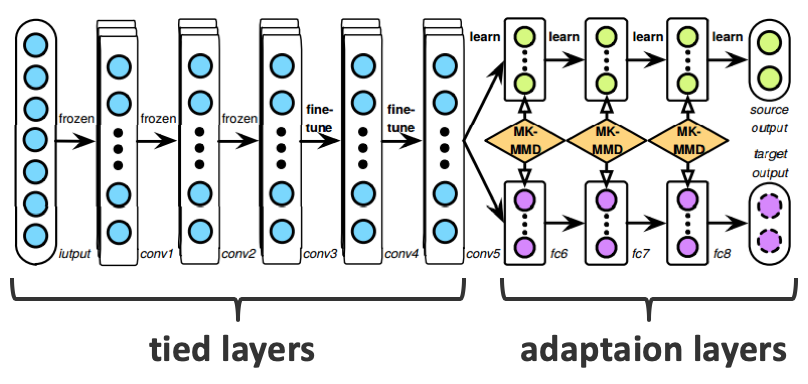 frozen
frozen
frozen
fine-
tune
fine-
tune
learn
learn
learn
learn
MK-
MMD
MK-
MMD
MK-
MMD
source
output
target
output
iutput
conv1
conv2
conv3
conv4
conv5
fc6
fc7
fc8
tied layers
adaptaion layers